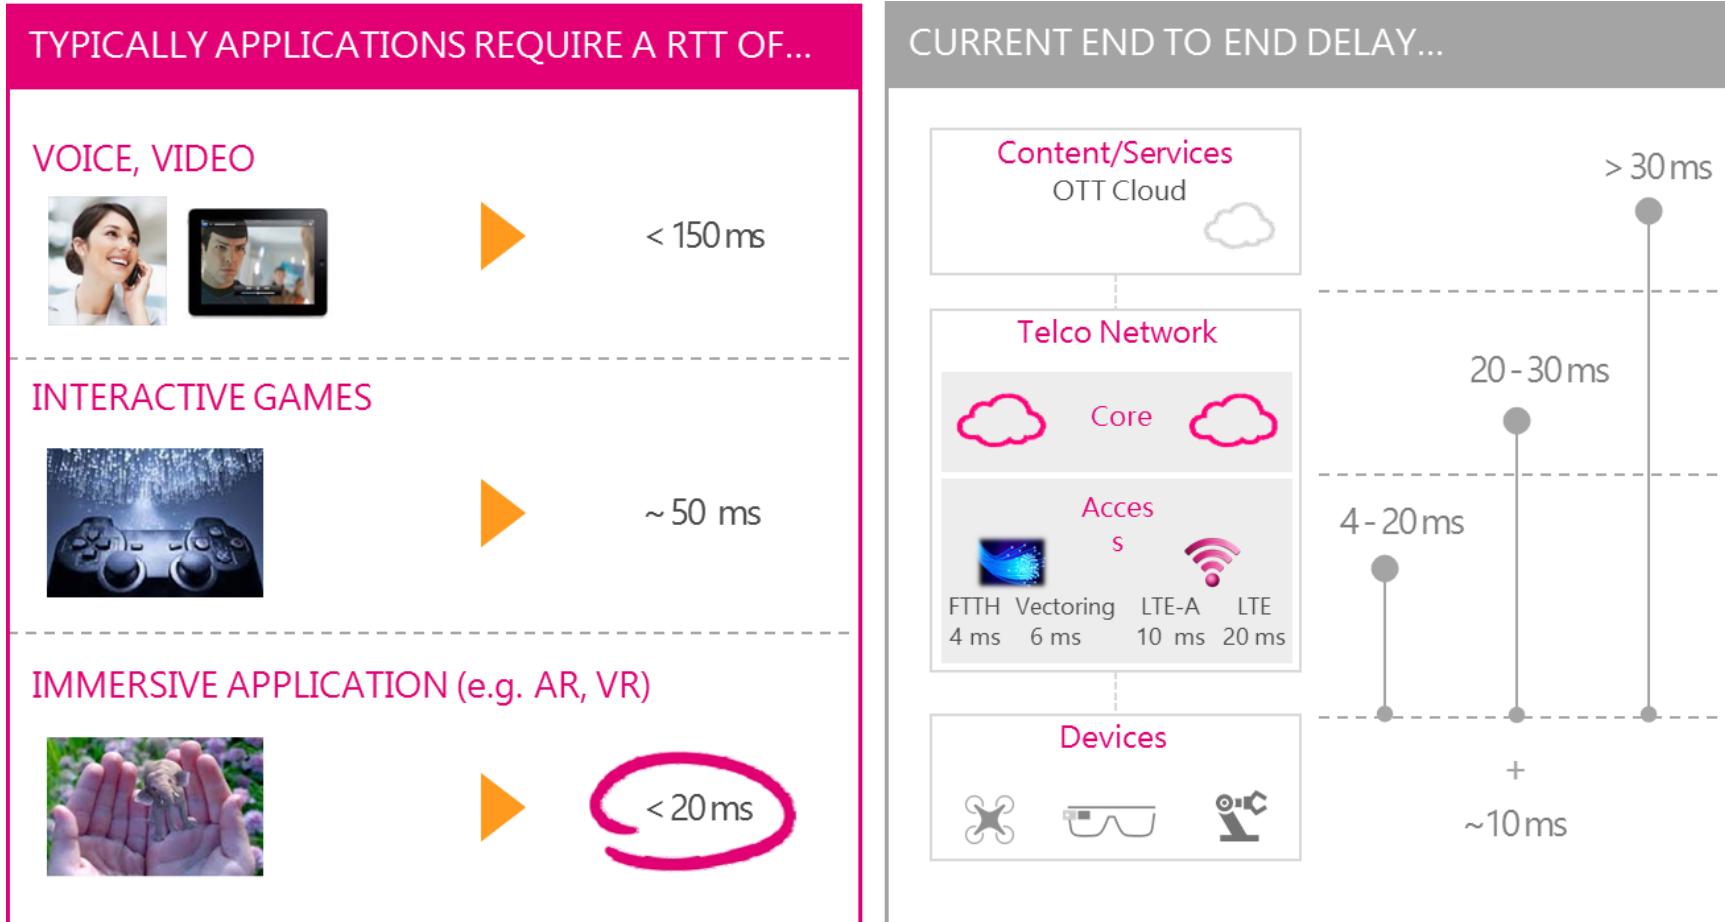 TYPICALLY APPLICATIONS REQUIRE A RTT OF...
VOICE, VIDEO
< 150 ms
INTERACTIVE GAMES
~ 50 ms
IMMERSIVE APPLICATION (e.g. AR, VR)
< 20 ms
CURRENT END TO END DELAY...
Content/Services
OTT Cloud
> 30 ms
Telco Network
Core
20 - 30 ms
Acces
s
4 - 20 ms
FTTH Vectoring LTE-A LTE
4 ms 6 ms 10 ms 20 ms
Devices
+
~10 ms